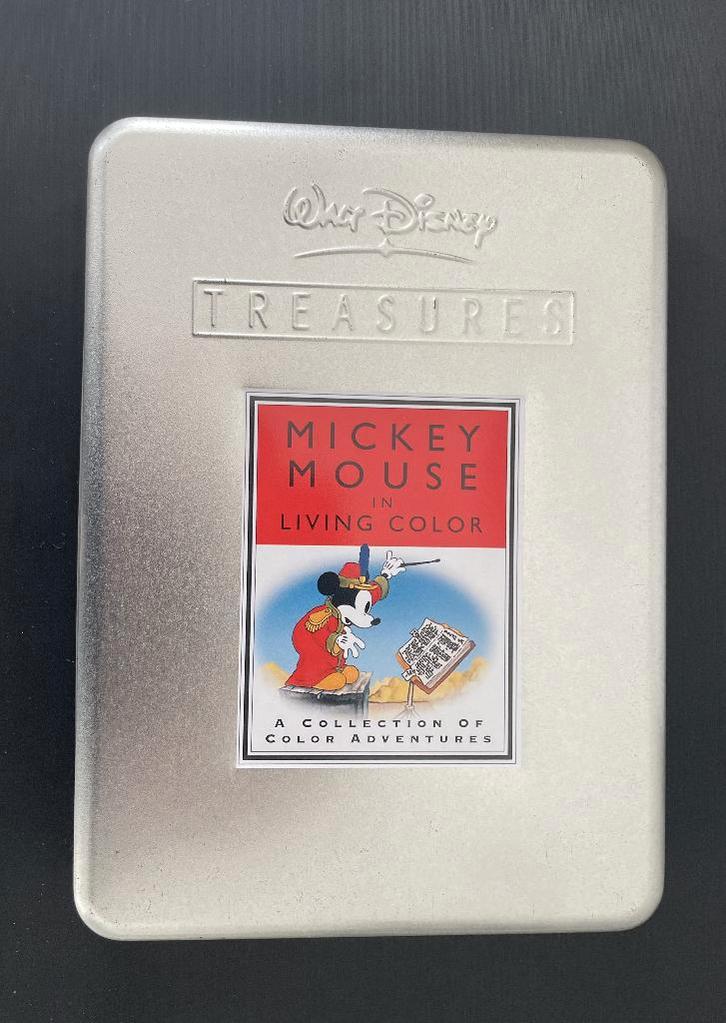 Walt Disney
TREASURES
MICKEY
MOUSE
IN
LIVING COLOR
A COLLECTION OF
COLOR ADVENTURES